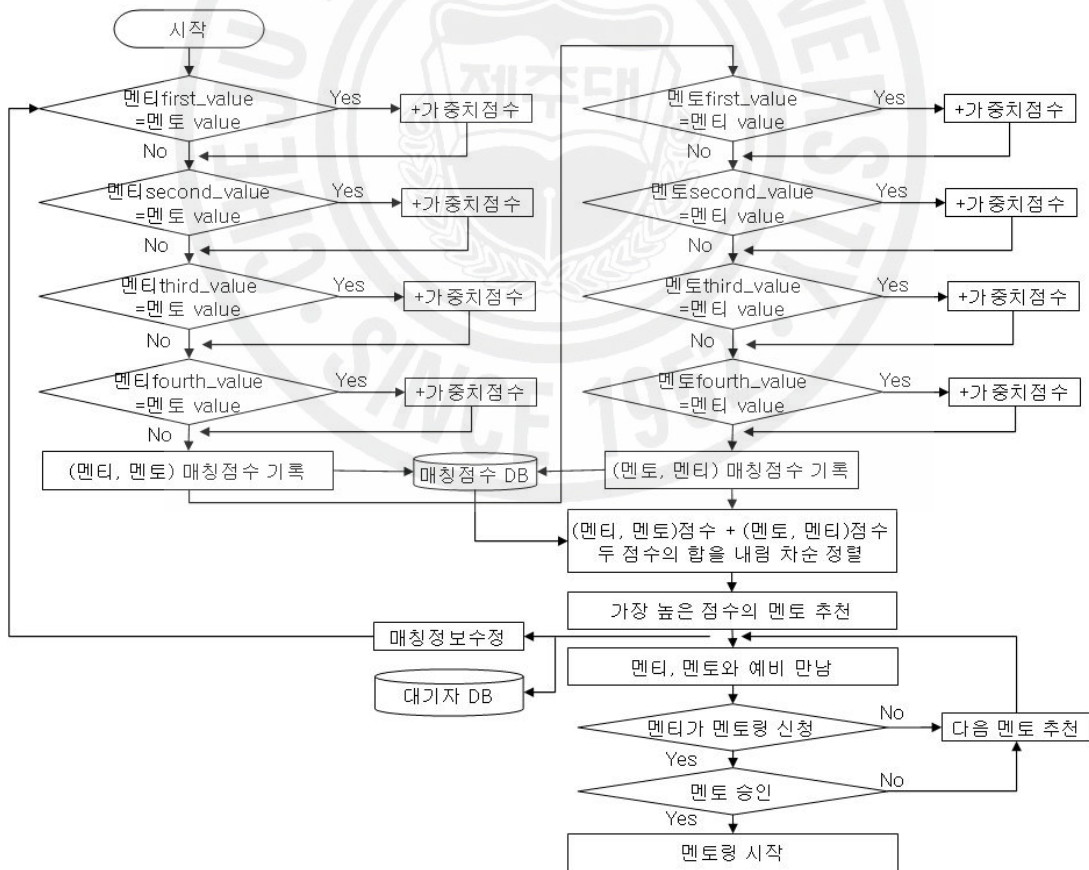 시작
멘티first_value
=멘토 value
Yes
+가중치점수
No
멘티second_value
=멘토 value
Yes
+가중치점수
No
멘티third_value
=멘토 value
Yes
+가중치점수
No
멘티fourth_value
=멘토 value
Yes
+가중치점수
No
(멘티, 멘토) 매칭점수 기록
매칭점수 DB
멘토first_value
=멘티 value
Yes
+가중치점수
No
멘토second_value
=멘티 value
Yes
+가중치점수
No
멘토third_value
=멘티 value
Yes
+가중치점수
No
멘토fourth_value
=멘티 value
Yes
+가중치점수
(멘토, 멘티) 매칭점수 기록
(멘티, 멘토)점수 + (멘토, 멘티)점수
두 점수의 합을 내림 차순 정렬
가장 높은 점수의 멘토 추천
매칭정보수정
대기자 DB
멘티, 멘토와 예비 만남
멘티가 멘토링 신청
No
다음 멘토 추천
Yes
멘토 승인
No
Yes
멘토링 시작
제주대
SINCE 1952